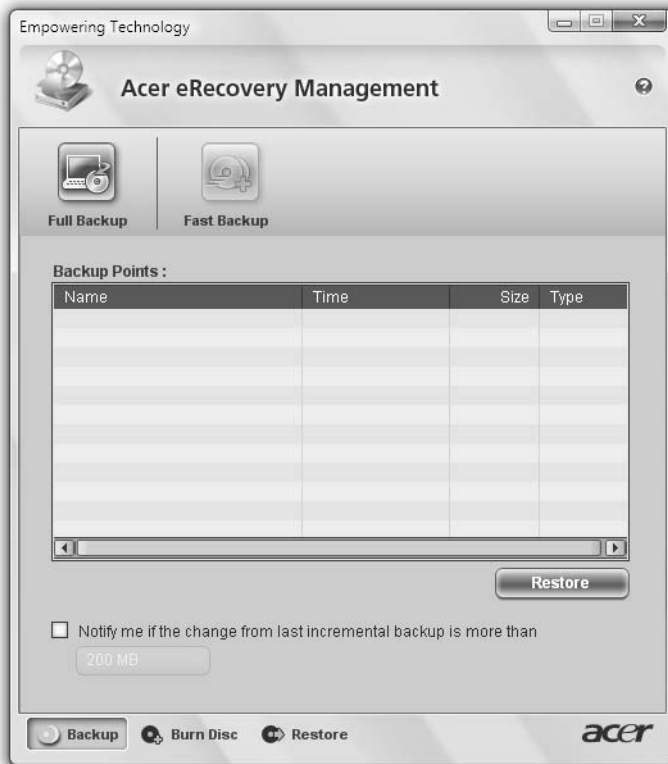 Empowering Technology
Acer eRecovery Management
Full Backup Fast Backup
Backup Points :
Name Time Size Type
Restore
Notify me if the change from last incremental backup is more than
200 MB
Backup Burn Disc Restore acer